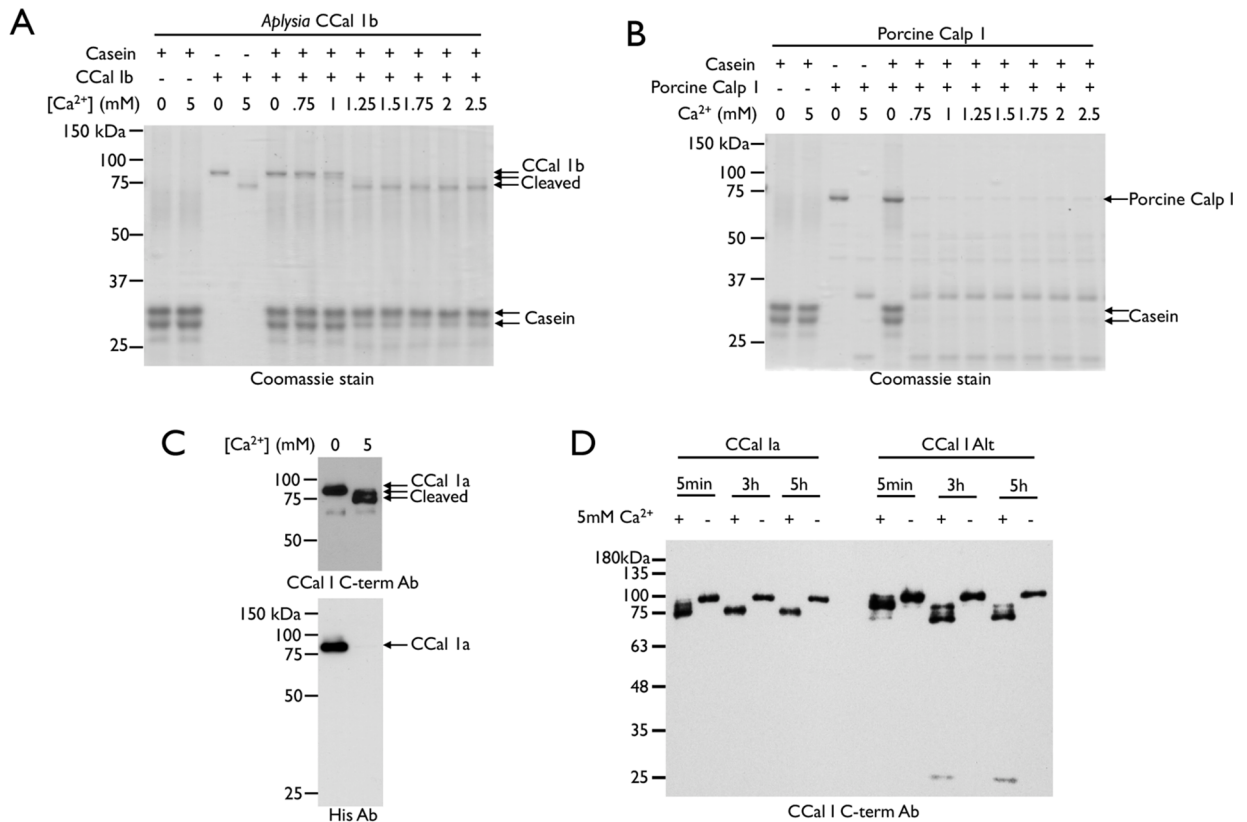 A
Aplysia CCal 1b
Casein + + - - + + + + + + + +
CCal 1b - - + + + + + + + + + +
[Ca²⁺] (mM) 0 5 0 5 0 .75 1 1.25 1.5 1.75 2 2.5
150 kDa
100
75
50
37
25
CCal 1b
Cleaved
Casein
Coomassie stain
B
Porcine Calp 1
Casein + + - - + + + + + + + +
Porcine Calp 1 - - + + + + + + + + + +
Ca²⁺ (mM) 0 5 0 5 0 .75 1 1.25 1.5 1.75 2 2.5
150 kDa
100
75
50
37
25
Porcine Calp 1
Casein
Coomassie stain
C
[Ca²⁺] (mM) 0 5
100
75
50
CCal 1a
Cleaved
CCal 1 C-term Ab
150 kDa
100
75
50
25
CCal 1a
His Ab
D
CCal 1a CCal 1 Alt
5min 3h 5h 5min 3h 5h
5mM Ca²⁺ + - + - + - + - + - + -
180kDa
135
100
75
63
48
35
25
CCal 1 C-term Ab